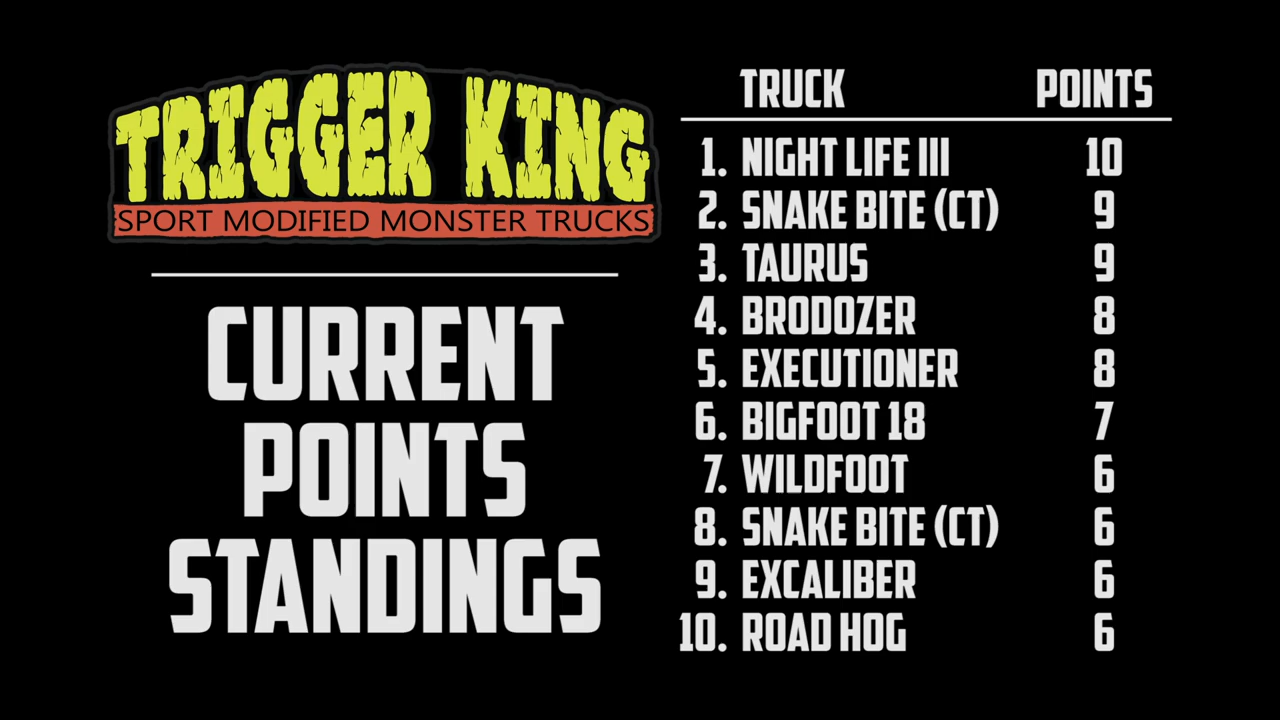 TRIGGER KING
SPORT MODIFIED MONSTER TRUCKS
CURRENT
POINTS
STANDINGS
TRUCK POINTS
1. NIGHT LIFE III 10
2. SNAKE BITE (CT) 9
3. TAURUS 9
4. BRODOZER 8
5. EXECUTIONER 8
6. BIGFOOT 18 7
7. WILDFOOT 6
8. SNAKE BITE (CT) 6
9. EXCALIBER 6
10. ROAD HOG 6